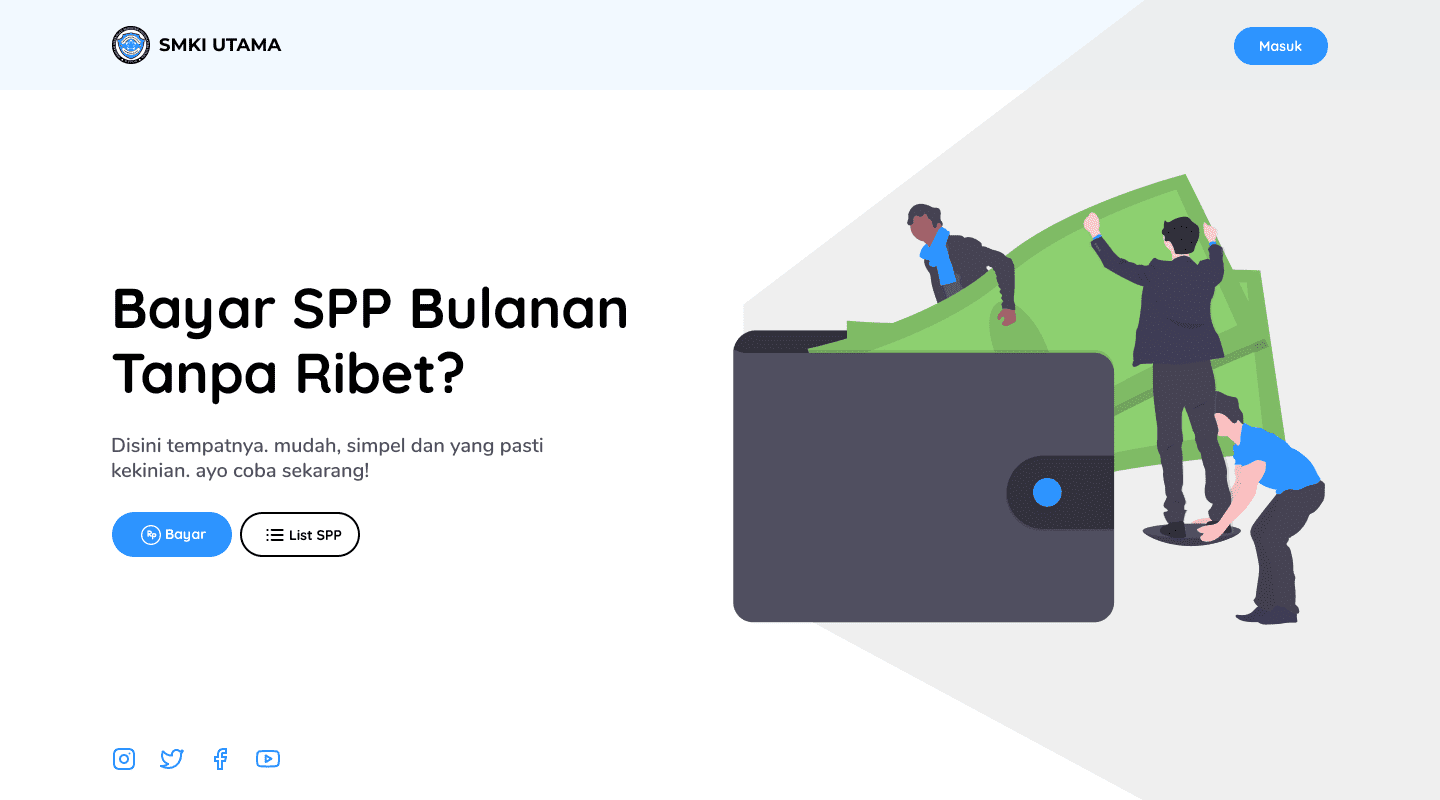 SMKI UTAMA
Masuk
Bayar SPP Bulanan
Tanpa Ribet?
Disini tempatnya. mudah, simpel dan yang pasti
kekinian. ayo coba sekarang!
Rp Bayar
List SPP